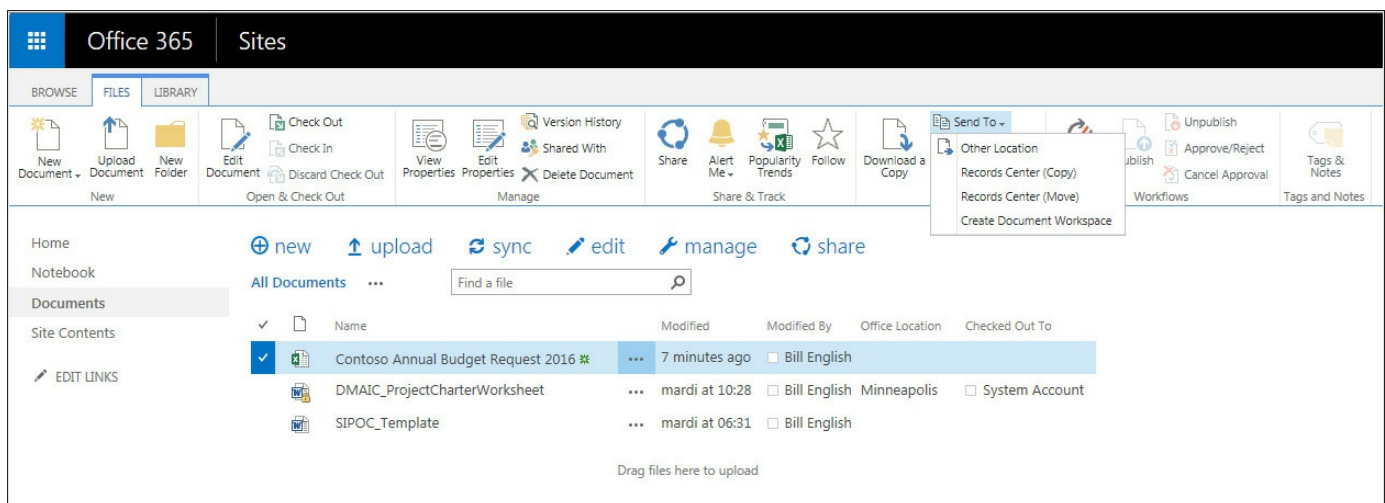 Office 365 Sites
BROWSE FILES LIBRARY
New Document
Upload Document
New Folder
New
Edit Document
Check Out
Check In
Discard Check Out
Open & Check Out
View Properties
Edit Properties
Version History
Shared With
Delete Document
Manage
Share
Alert Me
Popularity Trends
Follow
Share & Track
Download a Copy
Send To
Other Location
Records Center (Copy)
Records Center (Move)
Create Document Workspace
Unpublish
Approve/Reject
Cancel Approval
Workflows
Tags & Notes
Tags and Notes
Home
Notebook
Documents
Site Contents
EDIT LINKS
new upload sync edit manage share
All Documents ... Find a file
Name Modified Modified By Office Location Checked Out To
Contoso Annual Budget Request 2016 ... 7 minutes ago Bill English
DMAIC_ProjectCharterWorksheet ... mardi at 10:28 Bill English Minneapolis System Account
SIPOC_Template ... mardi at 06:31 Bill English
Drag files here to upload